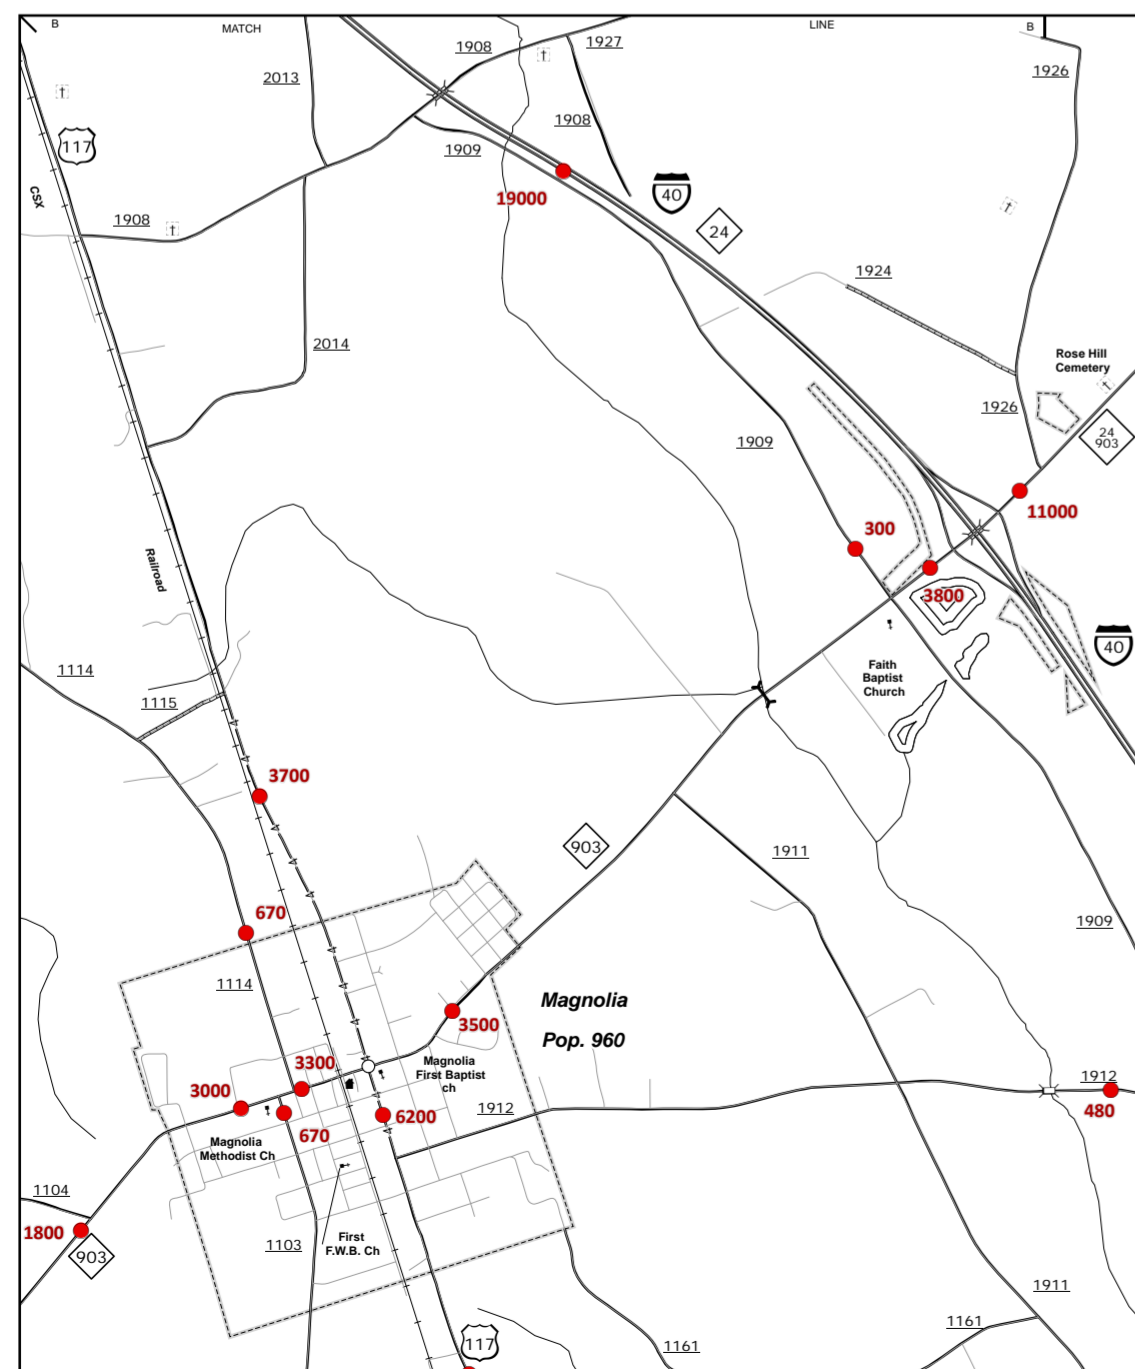 B
MATCH
LINE
B
1908
1927
2013
1926
117
1908
1909
CSX
19000
40
24
1908
1924
2014
Rose Hill
Cemetery
1926
24
903
1909
11000
300
Railroad
3800
40
1114
Faith
Baptist
Church
1115
3700
903
1911
670
1909
1114
Magnolia
Pop. 960
3500
3300
Magnolia
First Baptist
ch
3000
1912
1912
480
6200
670
Magnolia
Methodist Ch
1104
1800
903
1103
First
F.W.B. Ch
1911
1161
117
1161